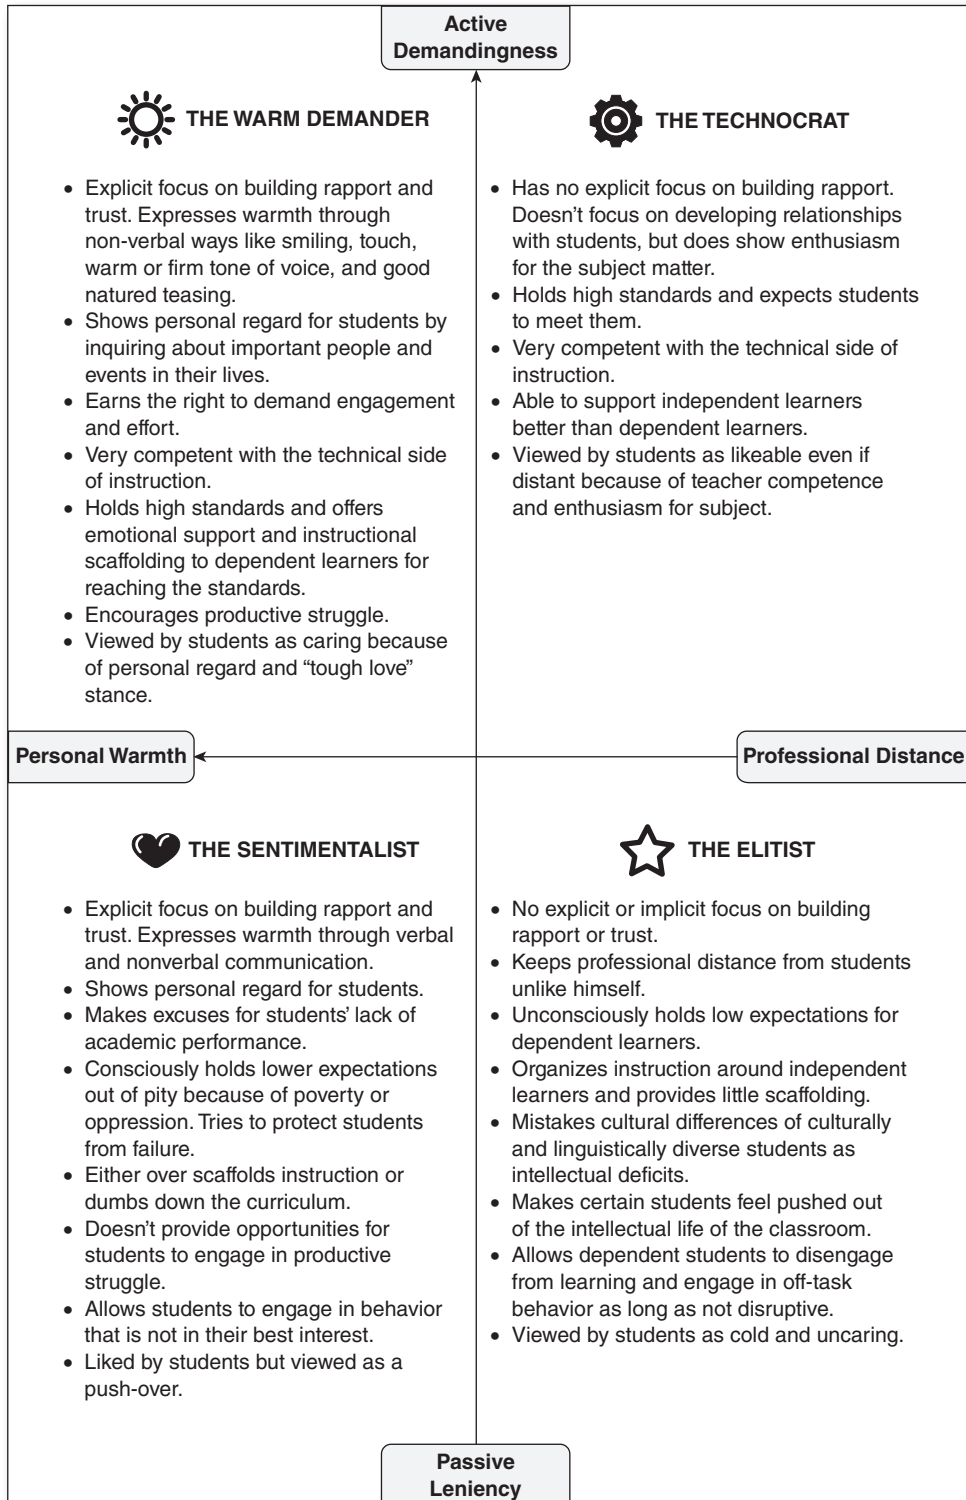 Active
Demandingness
THE WARM DEMANDER
• Explicit focus on building rapport and
trust. Expresses warmth through
non-verbal ways like smiling, touch,
warm or firm tone of voice, and good
natured teasing.
• Shows personal regard for students by
inquiring about important people and
events in their lives.
• Earns the right to demand engagement
and effort.
• Very competent with the technical side
of instruction.
• Holds high standards and offers
emotional support and instructional
scaffolding to dependent learners for
reaching the standards.
• Encourages productive struggle.
• Viewed by students as caring because
of personal regard and “tough love”
stance.
THE TECHNOCRAT
• Has no explicit focus on building rapport.
Doesn’t focus on developing relationships
with students, but does show enthusiasm
for the subject matter.
• Holds high standards and expects students
to meet them.
• Very competent with the technical side of
instruction.
• Able to support independent learners
better than dependent learners.
• Viewed by students as likeable even if
distant because of teacher competence
and enthusiasm for subject.
Personal Warmth
Professional Distance
THE SENTIMENTALIST
• Explicit focus on building rapport and
trust. Expresses warmth through verbal
and nonverbal communication.
• Shows personal regard for students.
• Makes excuses for students’ lack of
academic performance.
• Consciously holds lower expectations
out of pity because of poverty or
oppression. Tries to protect students
from failure.
• Either over scaffolds instruction or
dumbs down the curriculum.
• Doesn’t provide opportunities for
students to engage in productive
struggle.
• Allows students to engage in behavior
that is not in their best interest.
• Liked by students but viewed as a
push-over.
THE ELITIST
• No explicit or implicit focus on building
rapport or trust.
• Keeps professional distance from students
unlike himself.
• Unconsciously holds low expectations for
dependent learners.
• Organizes instruction around independent
learners and provides little scaffolding.
• Mistakes cultural differences of culturally
and linguistically diverse students as
intellectual deficits.
• Makes certain students feel pushed out
of the intellectual life of the classroom.
• Allows dependent students to disengage
from learning and engage in off-task
behavior as long as not disruptive.
• Viewed by students as cold and uncaring.
Passive
Leniency